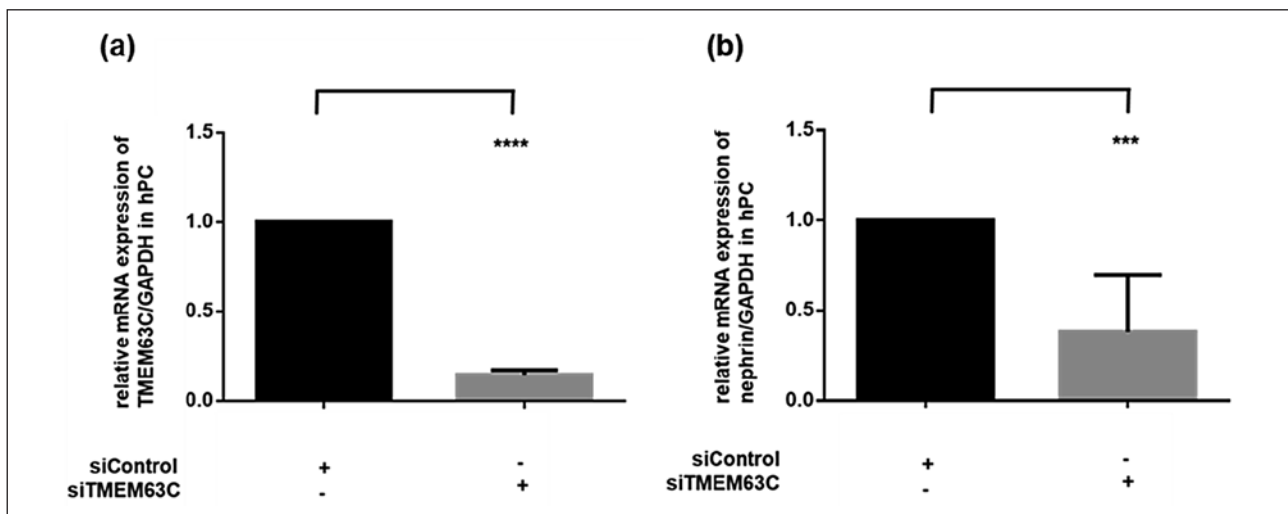 (a)
relative mRNA expression of
TMEM63C/GAPDH in hPC
1.5
1.0
0.5
0.0
****
siControl + -
siTMEM63C - +
(b)
relative mRNA expression of
nephrin/GAPDH in hPC
1.5
1.0
0.5
0.0
***
siControl + -
siTMEM63C - +